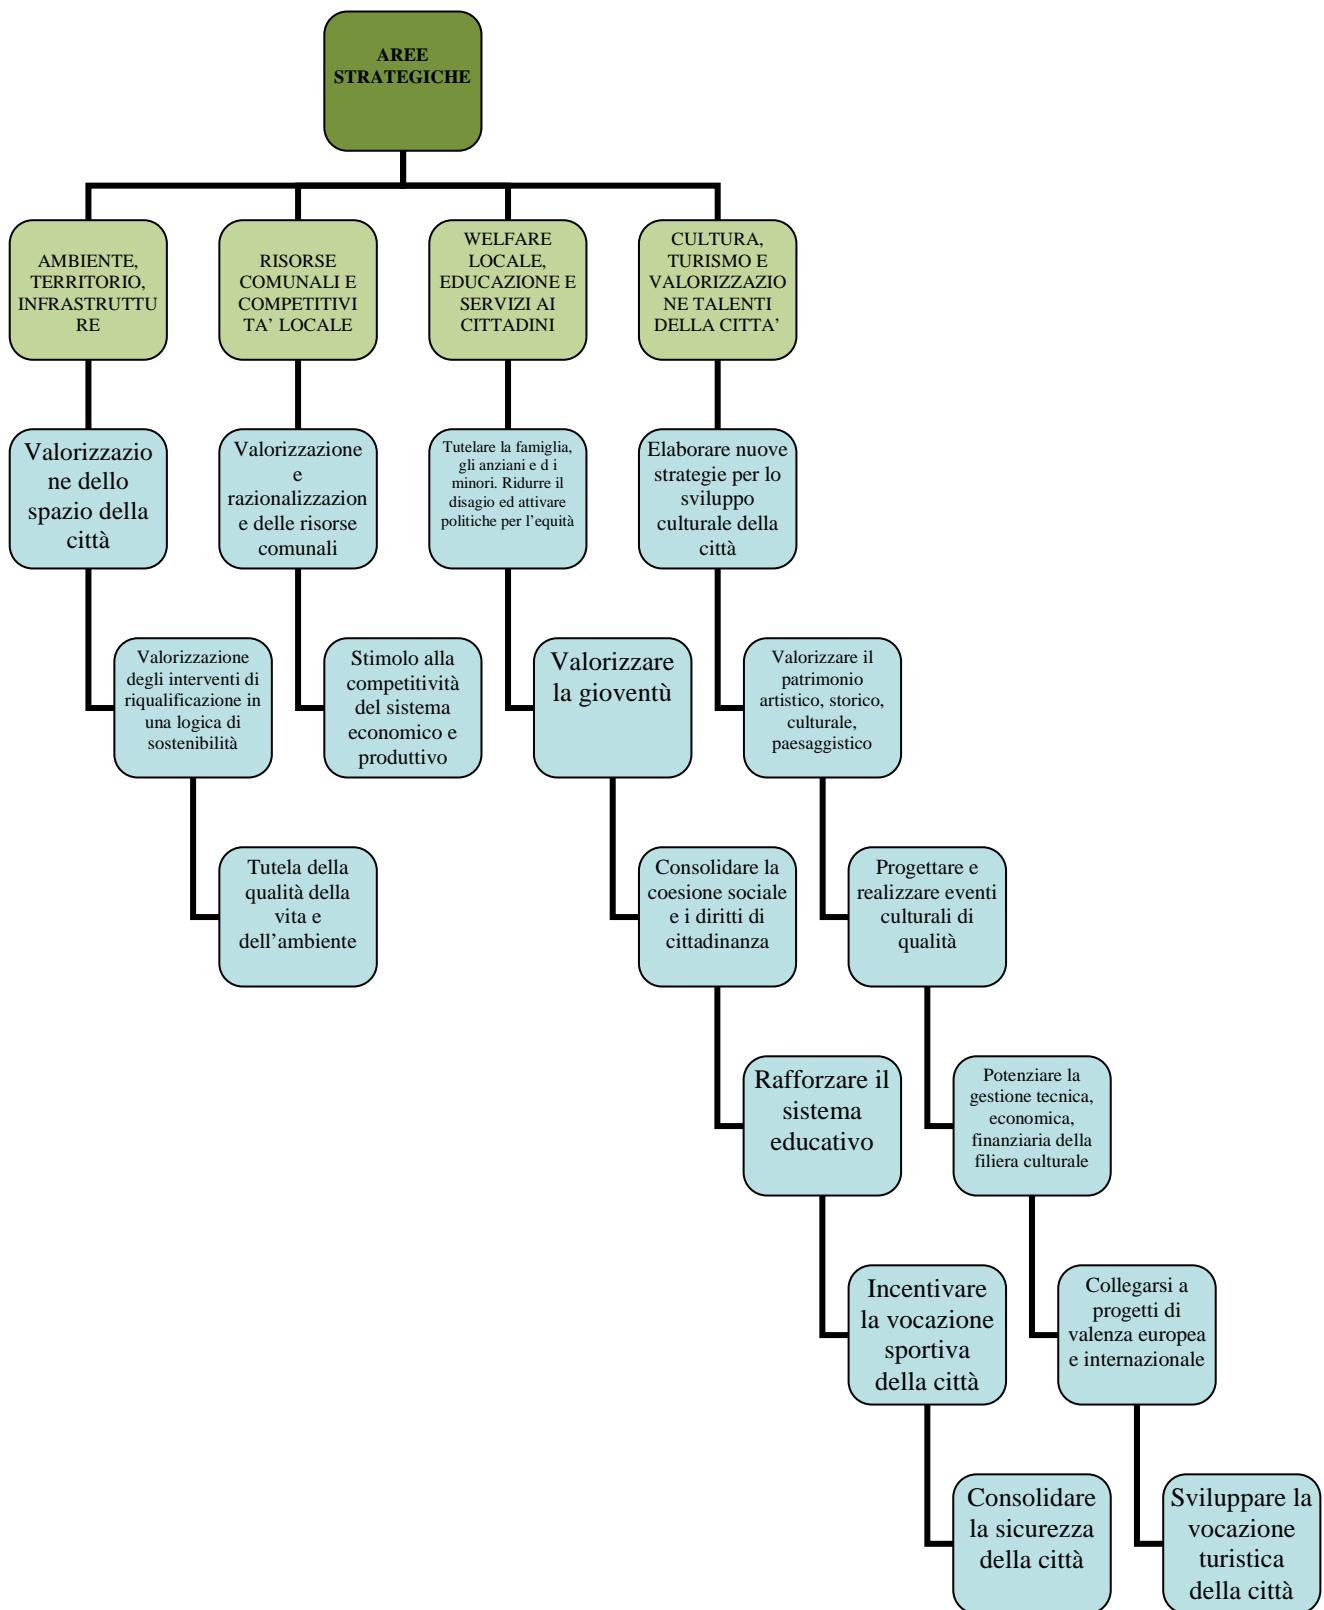 AREE
STRATEGICHE
AMBIENTE,
TERRITORIO,
INFRASTRUTTU
RE
RISORSE
COMUNALI E
COMPETITIVI
TA’ LOCALE
WELFARE
LOCALE,
EDUCAZIONE E
SERVIZI AI
CITTADINI
CULTURA,
TURISMO E
VALORIZZAZIO
NE TALENTI
DELLA CITTA’
Valorizzazio
ne dello
spazio della
città
Valorizzazione
e
razionalizzazion
e delle risorse
comunali
Tutelare la famiglia,
gli anziani e d i
minori. Ridurre il
disagio ed attivare
politiche per l’equità
Elaborare nuove
strategie per lo
sviluppo
culturale della
città
Valorizzazione
degli interventi di
riqualificazione in
una logica di
sostenibilità
Stimolo alla
competitività
del sistema
economico e
produttivo
Valorizzare
la gioventù
Valorizzare il
patrimonio
artistico, storico,
culturale,
paesaggistico
Tutela della
qualità della
vita e
dell’ambiente
Consolidare la
coesione sociale
e i diritti di
cittadinanza
Progettare e
realizzare eventi
culturali di
qualità
Rafforzare il
sistema
educativo
Potenziare la
gestione tecnica,
economica,
finanziaria della
filiera culturale
Incentivare
la vocazione
sportiva
della città
Collegarsi a
progetti di
valenza europea
e internazionale
Consolidare
la sicurezza
della città
Sviluppare la
vocazione
turistica
della città